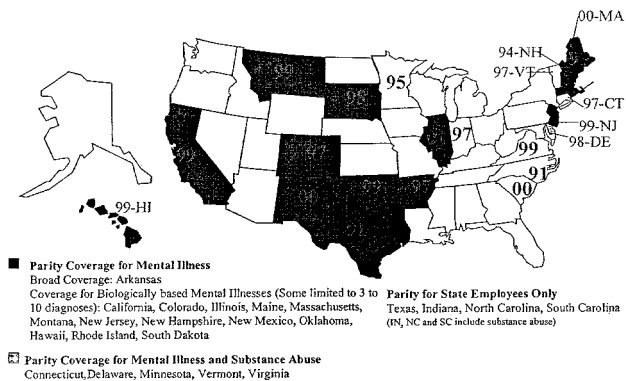 00-MA
94-NH
97-VT
95
97-CT
99-NJ
97
98-DE
99
91
00
99-HI
Parity Coverage for Mental Illness
Broad Coverage: Arkansas
Coverage for Biologically based Mental Illnesses (Some limited to 3 to
10 diagnoses): California, Colorado, Illinois, Maine, Massachusetts,
Montana, New Jersey, New Hampshire, New Mexico, Oklahoma,
Hawaii, Rhode Island, South Dakota
Parity for State Employees Only
Texas, Indiana, North Carolina, South Carolina
(IN, NC and SC include substance abuse)
Parity Coverage for Mental Illness and Substance Abuse
Connecticut,Delaware, Minnesota, Vermont, Virginia